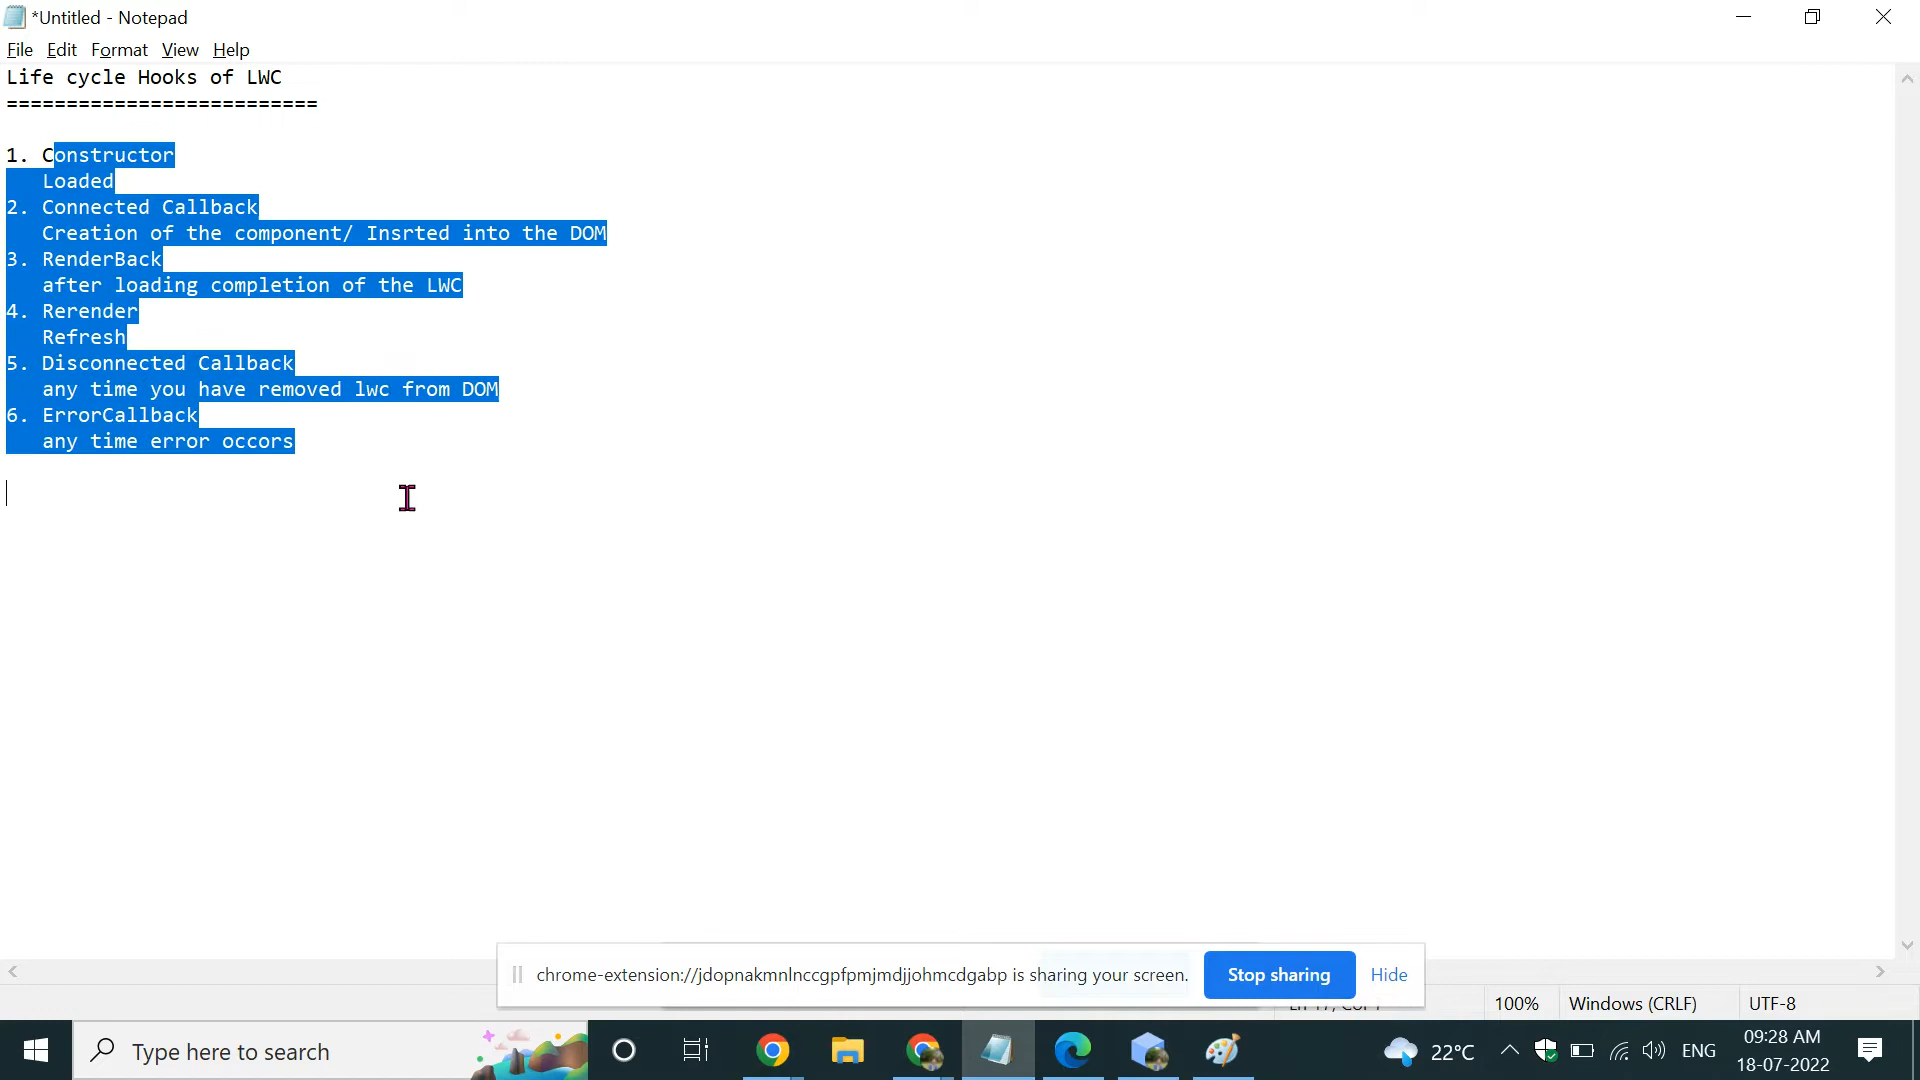 *Untitled - Notepad
File Edit Format View Help
Life cycle Hooks of LWC
==========================
1. Constructor
Loaded
2. Connected Callback
Creation of the component/ Insrted into the DOM
3. RenderBack
after loading completion of the LWC
4. Rerender
Refresh
5. Disconnected Callback
any time you have removed lwc from DOM
6. ErrorCallback
any time error occors
chrome-extension://jdopnakmnlnccgpfpmjmdjjohmcdgabp is sharing your screen. Stop sharing Hide
100% Windows (CRLF) UTF-8
Type here to search
22°C ENG
09:28 AM
18-07-2022